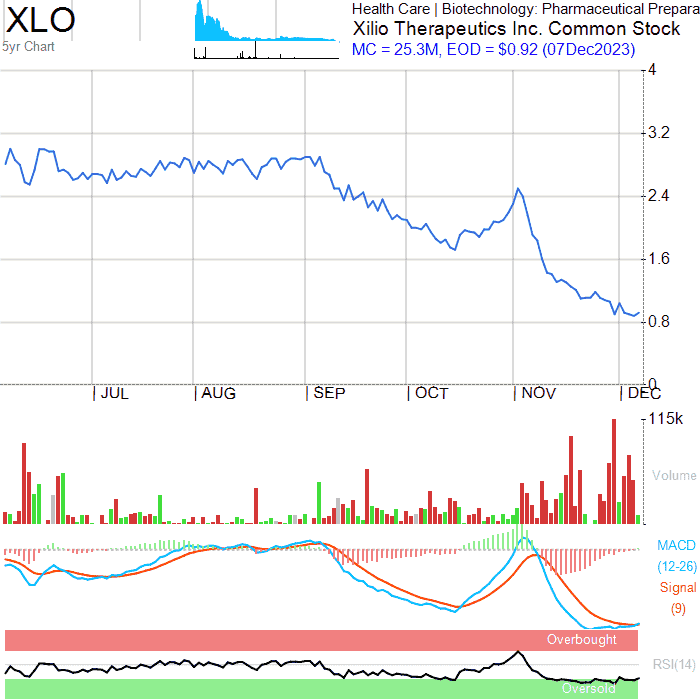 XLO
5yr Chart
Health Care | Biotechnology: Pharmaceutical Prepara
Xilio Therapeutics Inc. Common Stock
MC = 25.3M, EOD = $0.92 (07Dec2023)
4
3.2
2.4
1.6
0.8
0
JUL
AUG
SEP
OCT
NOV
DEC
115k
Volume
MACD
(12-26)
Signal
(9)
Overbought
RSI(14)
Oversold